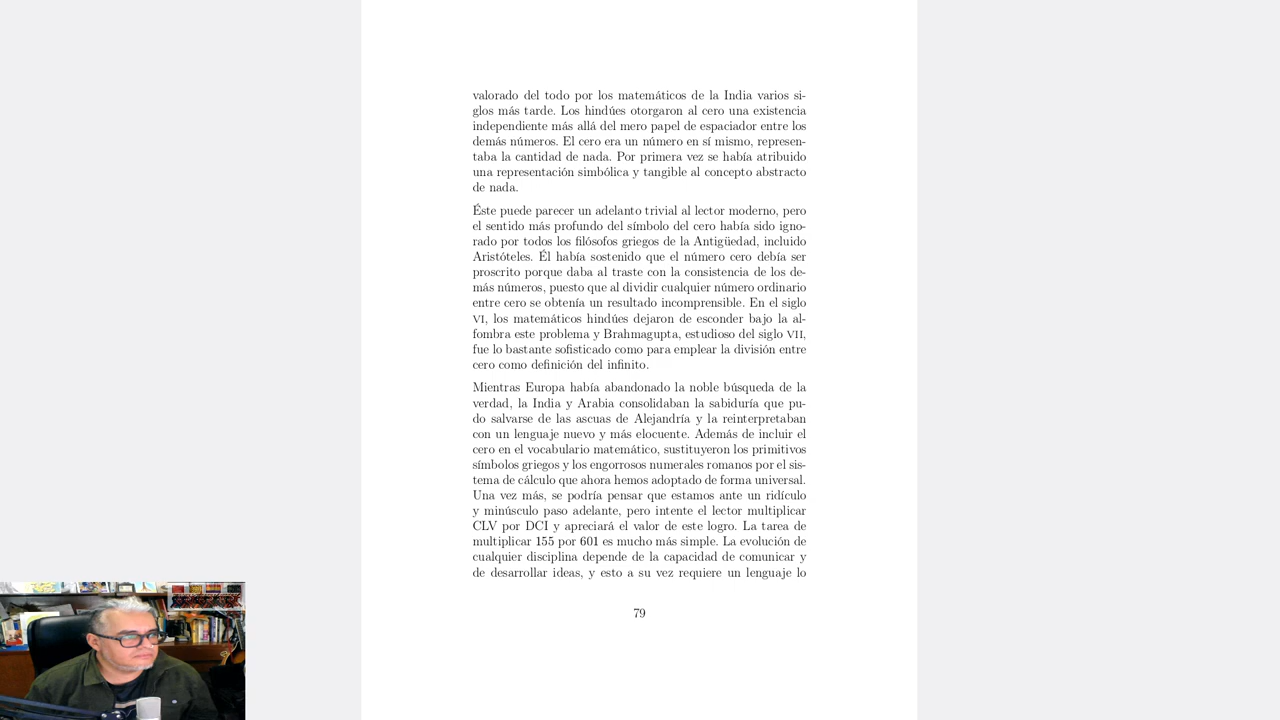 valorado del todo por los matemáticos de la India varios si-
glos más tarde. Los hindúes otorgaron al cero una existencia
independiente más allá del mero papel de espaciador entre los
demás números. El cero era un número en sí mismo, represen-
taba la cantidad de nada. Por primera vez se había atribuido
una representación simbólica y tangible al concepto abstracto
de nada.
Éste puede parecer un adelanto trivial al lector moderno, pero
el sentido más profundo del símbolo del cero había sido igno-
rado por todos los filósofos griegos de la Antigüedad, incluido
Aristóteles. Él había sostenido que el número cero debía ser
proscrito porque daba al traste con la consistencia de los de-
más números, puesto que al dividir cualquier número ordinario
entre cero se obtenía un resultado incomprensible. En el siglo
VI, los matemáticos hindúes dejaron de esconder bajo la al-
fombra este problema y Brahmagupta, estudioso del siglo VII,
fue lo bastante sofisticado como para emplear la división entre
cero como definición del infinito.
Mientras Europa había abandonado la noble búsqueda de la
verdad, la India y Arabia consolidaban la sabiduría que pu-
do salvarse de las ascuas de Alejandría y la reinterpretaban
con un lenguaje nuevo y más elocuente. Además de incluir el
cero en el vocabulario matemático, sustituyeron los primitivos
símbolos griegos y los engorrosos numerales romanos por el sis-
tema de cálculo que ahora hemos adoptado de forma universal.
Una vez más, se podría pensar que estamos ante un ridículo
y minúsculo paso adelante, pero intente el lector multiplicar
CLV por DCI y apreciará el valor de este logro. La tarea de
multiplicar 155 por 601 es mucho más simple. La evolución de
cualquier disciplina depende de la capacidad de comunicar y
de desarrollar ideas, y esto a su vez requiere un lenguaje lo
79